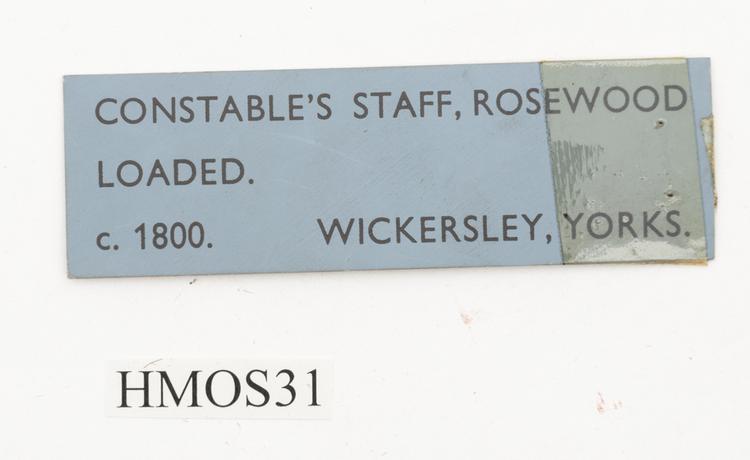 CONSTABLE'S STAFF, ROSEWOOD
LOADED.
c. 1800. WICKERSLEY, YORKS.
HMOS31